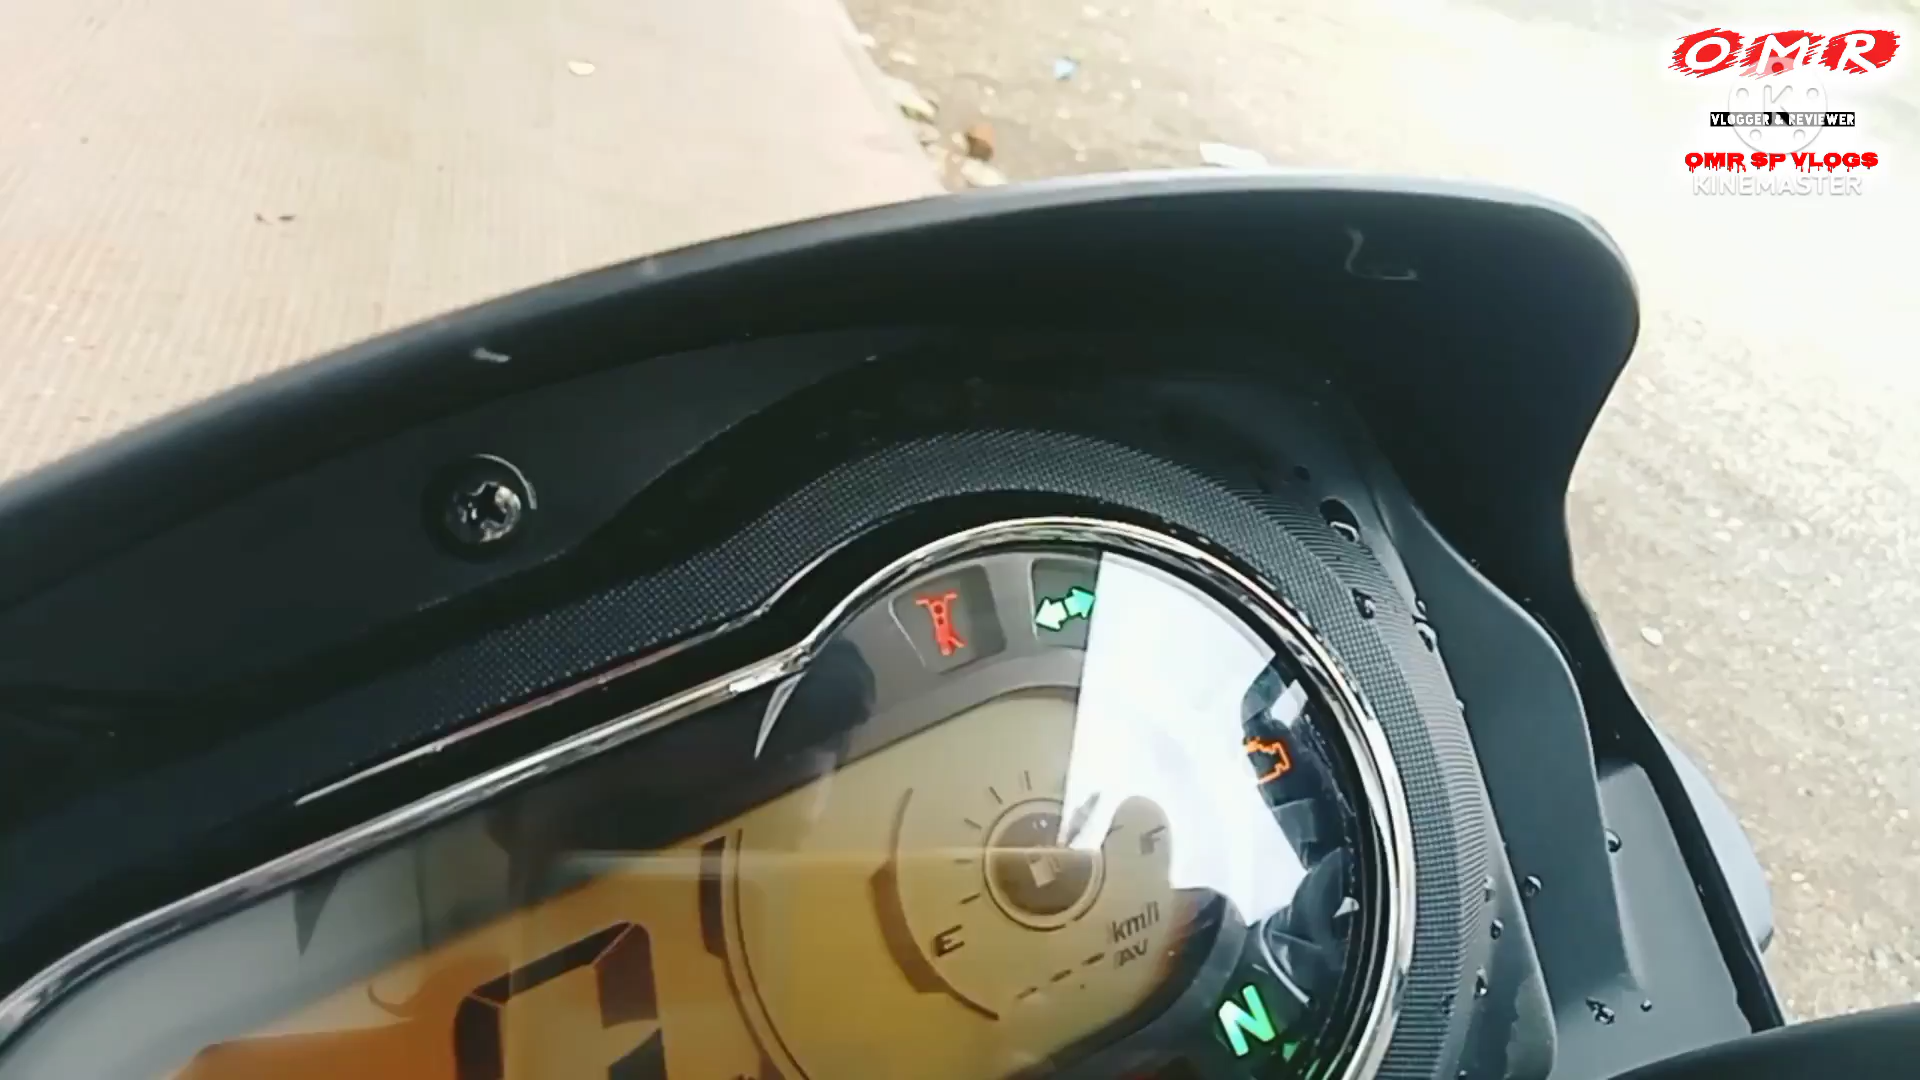 OMR
VLOGGER & REVIEWER
OMR SP VLOGS
KINEMASTER
F
km/l
E
AV
N